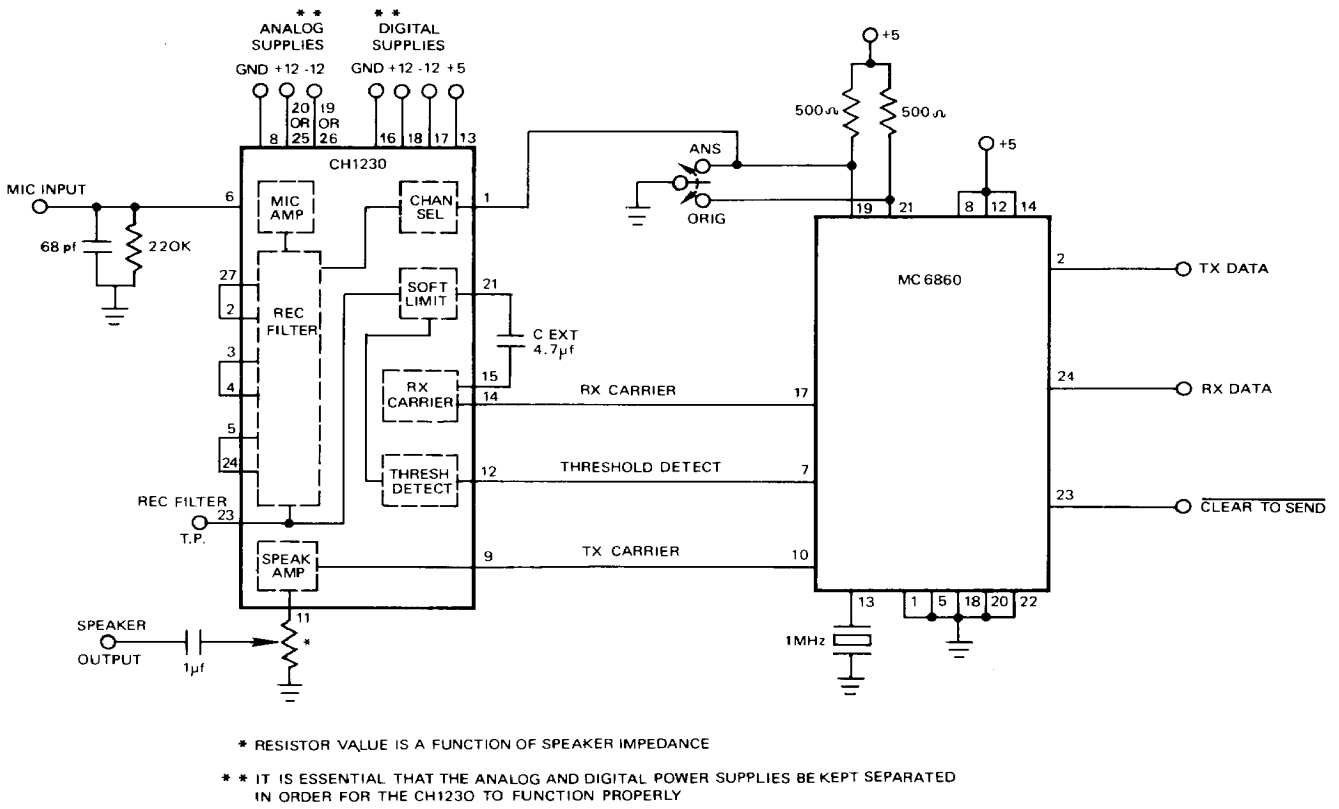 * *
* *
ANALOG
SUPPLIES
DIGITAL
SUPPLIES
GND +12 -12
GND +12 -12 +5
20
OR
25
19
OR
26
8
16
18
17
13
CH1230
MIC INPUT
6
MIC
AMP
CHAN
SEL
1
68 pf
220K
27
2
REC
FILTER
SOFT
LIMIT
21
C EXT
4.7µf
3
4
RX
CARRIER
15
14
RX CARRIER
17
5
24
THRESH
DETECT
12
THRESHOLD DETECT
7
REC FILTER
23
T.P.
SPEAK
AMP
9
TX CARRIER
10
11
SPEAKER
OUTPUT
1µf
*
+5
500Ω
500Ω
ANS
ORIG
+5
19
21
8
12
14
MC6860
2
TX DATA
24
RX DATA
23
CLEAR TO SEND
13
1
5
18
20
22
1MHz
* RESISTOR VALUE IS A FUNCTION OF SPEAKER IMPEDANCE
* * IT IS ESSENTIAL THAT THE ANALOG AND DIGITAL POWER SUPPLIES BE KEPT SEPARATED
IN ORDER FOR THE CH1230 TO FUNCTION PROPERLY